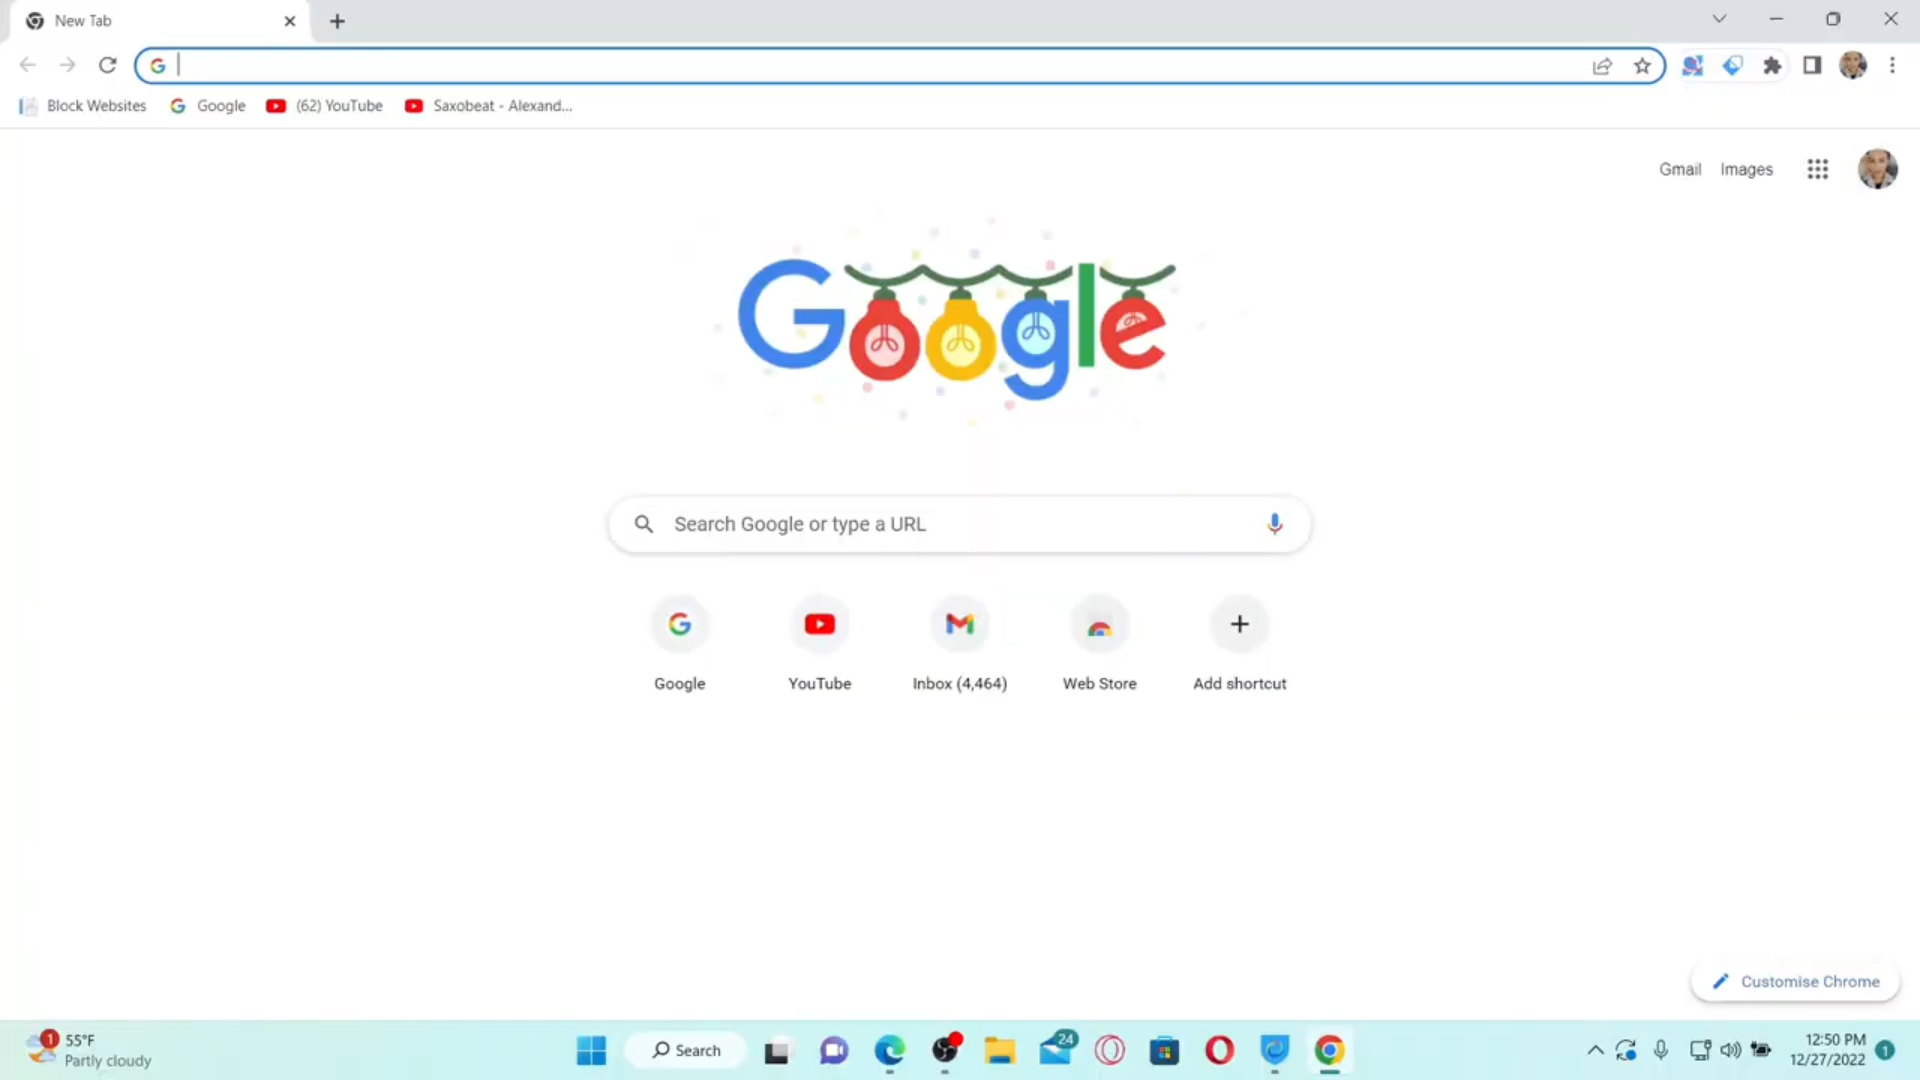 New Tab
Block Websites
Google
(62) YouTube
Saxobeat - Alexand...
Gmail
Images
Google
Search Google or type a URL
Google
YouTube
Inbox (4,464)
Web Store
Add shortcut
Customise Chrome
1
55°F
Partly cloudy
Search
24
12:50 PM
12/27/2022
1